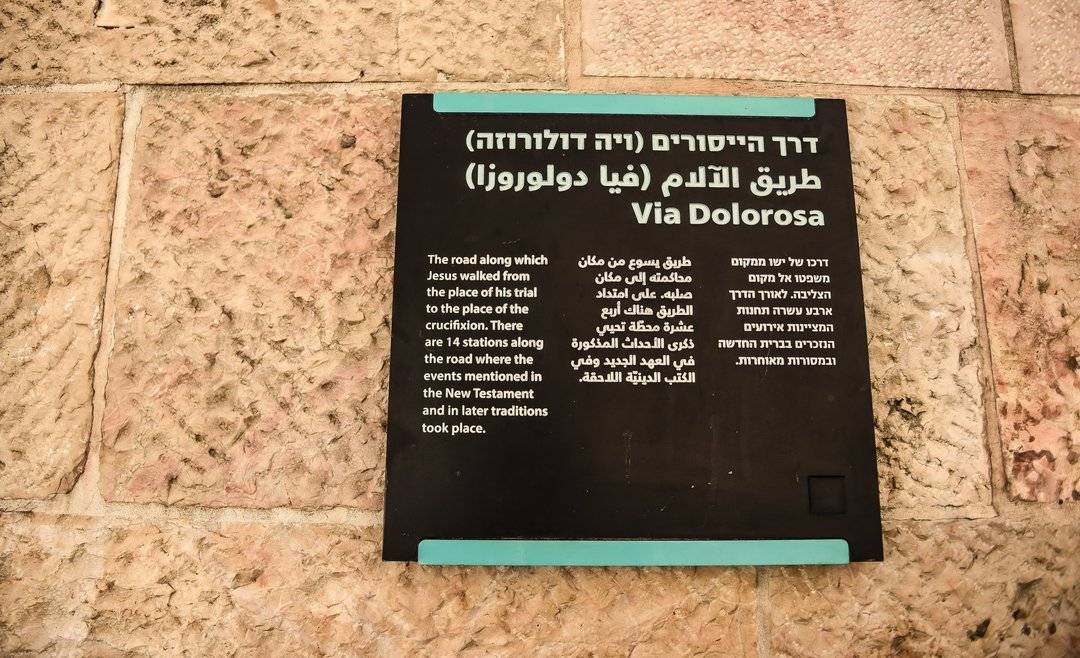 דרך הייסורים (ויה דולורוזה)
طريق الآلام (فيا دولوروزا)
Via Dolorosa
The road along which
Jesus walked from
the place of his trial
to the place of the
crucifixion. There
are 14 stations along
the road where the
events mentioned in
the New Testament
and in later traditions
took place.
طريق يسوع من مكان
محاكمته إلى مكان
صلبه. على امتداد
الطريق هناك أربع
عشرة محطّة تحيي
ذكرى الأحداث المذكورة
في العهد الجديد وفي
الكتب الدينيّة اللاحقة.
דרכו של ישו ממקום
משפטו אל מקום
הצליבה. לאורך הדרך
ארבע עשרה תחנות
המציינות אירועים
הנזכרים בברית החדשה
ובמסורות מאוחרות.